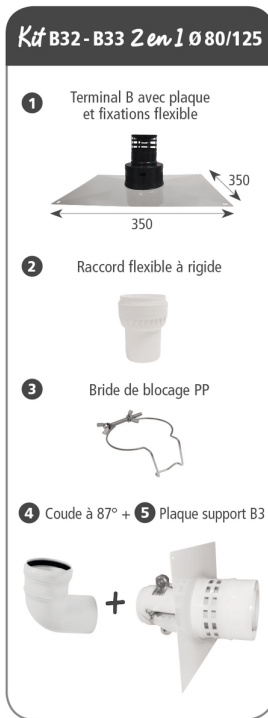 Kit B32 - B33 2 en 1 Ø 80/125
1 Terminal B avec plaque
et fixations flexible
350
350
2 Raccord flexible à rigide
3 Bride de blocage PP
4 Coude à 87° + 5 Plaque support B3
+